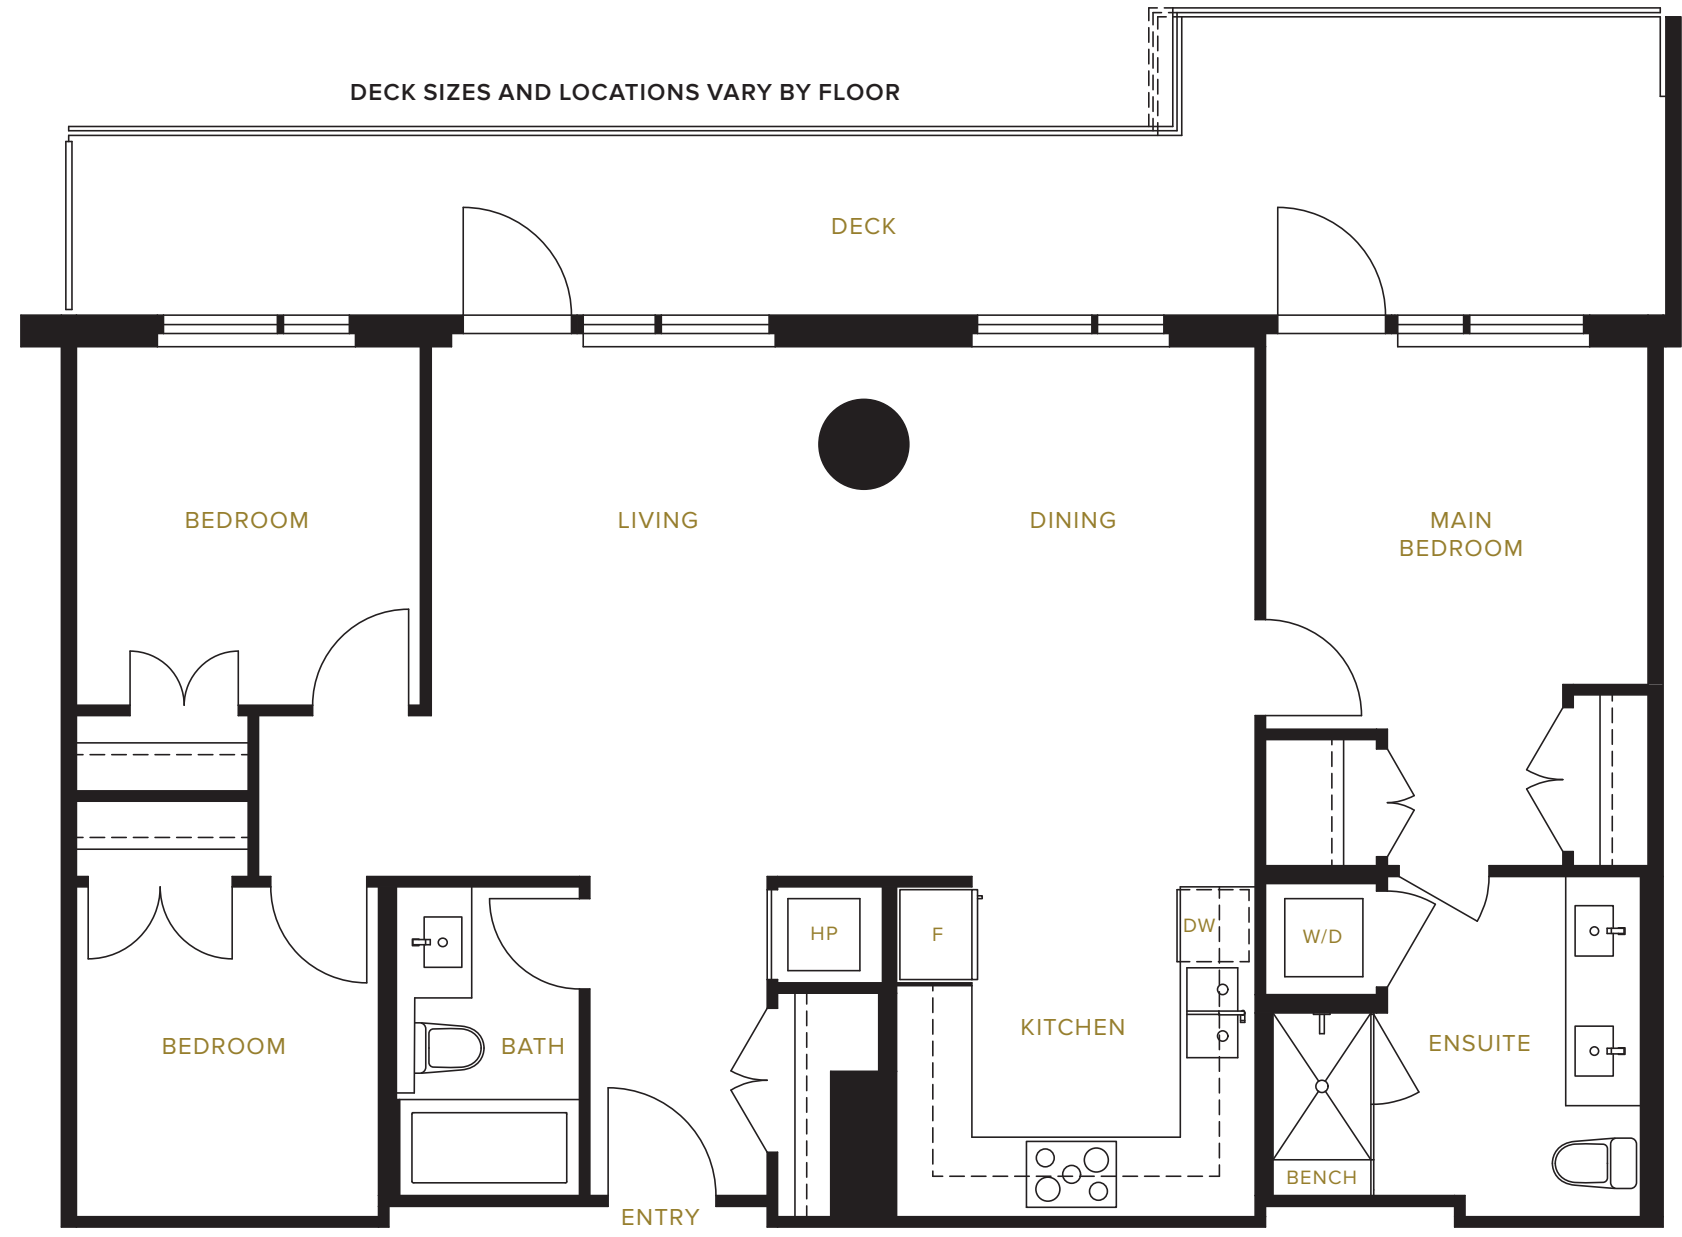 DECK SIZES AND LOCATIONS VARY BY FLOOR
DECK
BEDROOM
LIVING
DINING
MAIN
BEDROOM
HP
F
DW
W/D
BEDROOM
BATH
KITCHEN
ENSUITE
BENCH
ENTRY